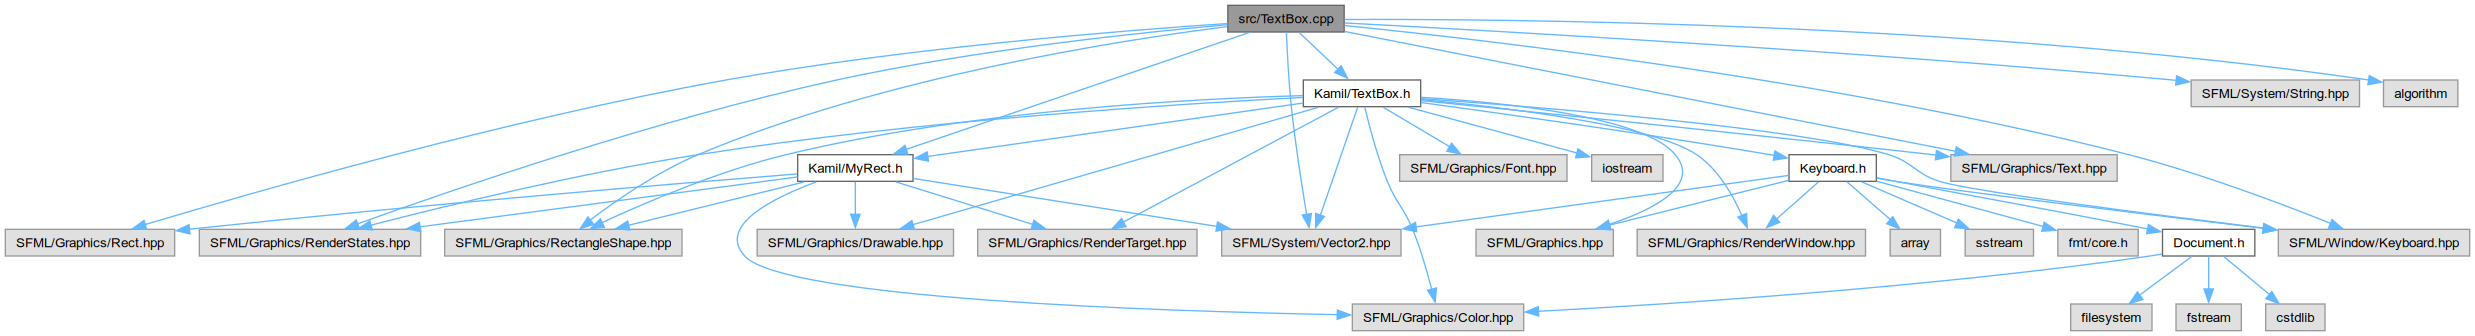 src/TextBox.cpp
Kamil/TextBox.h
SFML/System/String.hpp
algorithm
Kamil/MyRect.h
SFML/Graphics/Font.hpp
iostream
Keyboard.h
SFML/Graphics/Text.hpp
SFML/Graphics/Rect.hpp
SFML/Graphics/RenderStates.hpp
SFML/Graphics/RectangleShape.hpp
SFML/Graphics/Drawable.hpp
SFML/Graphics/RenderTarget.hpp
SFML/System/Vector2.hpp
SFML/Graphics.hpp
SFML/Graphics/RenderWindow.hpp
array
sstream
fmt/core.h
Document.h
SFML/Window/Keyboard.hpp
SFML/Graphics/Color.hpp
filesystem
fstream
cstdlib